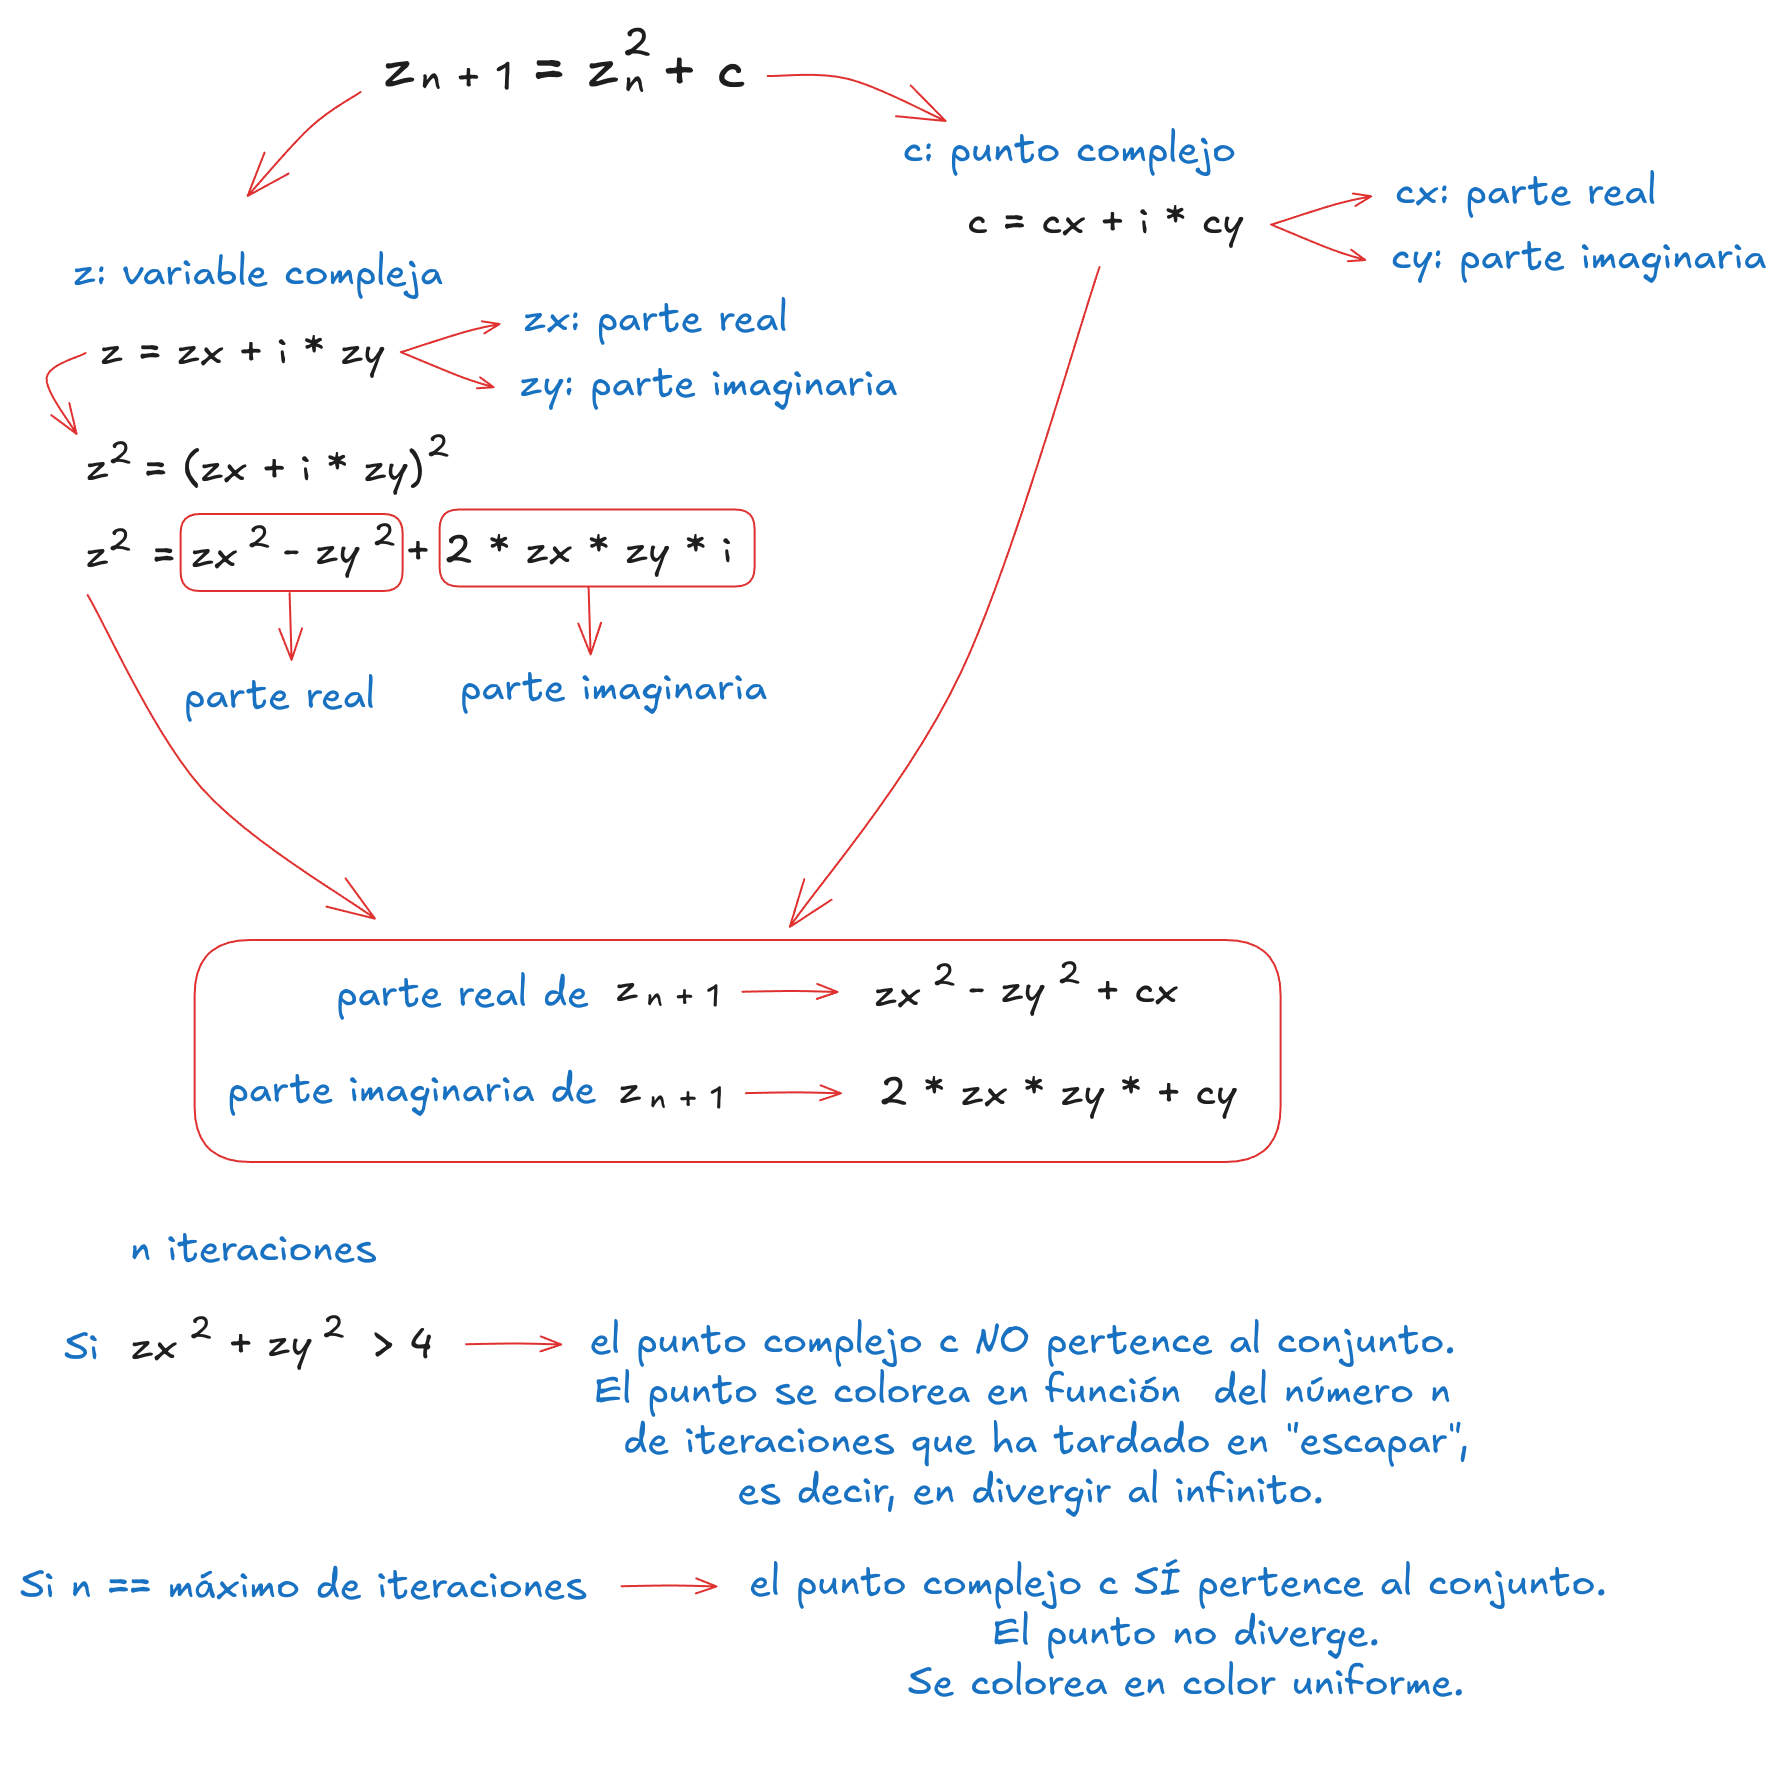 z n + 1 = z n 2 + c
c: punto complejo
c = cx + i * cy
cx: parte real
cy: parte imaginaria
z: variable compleja
z = zx + i * zy
zx: parte real
zy: parte imaginaria
z 2 = (zx + i * zy) 2
z 2 = zx 2 - zy 2 + 2 * zx * zy * i
parte real
parte imaginaria
parte real de z n + 1 zx 2 - zy 2 + cx
parte imaginaria de z n + 1 2 * zx * zy * + cy
n iteraciones
Si zx 2 + zy 2 > 4
el punto complejo c NO pertence al conjunto.
El punto se colorea en función del número n
de iteraciones que ha tardado en "escapar",
es decir, en divergir al infinito.
Si n == máximo de iteraciones
el punto complejo c SÍ pertence al conjunto.
El punto no diverge.
Se colorea en color uniforme.